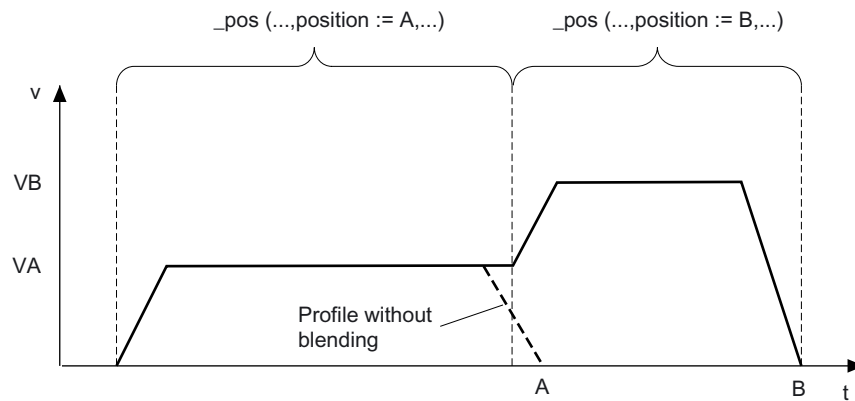 _pos (...,position := A,...)
_pos (...,position := B,...)
v
VB
VA
Profile without
blending
A
B
t